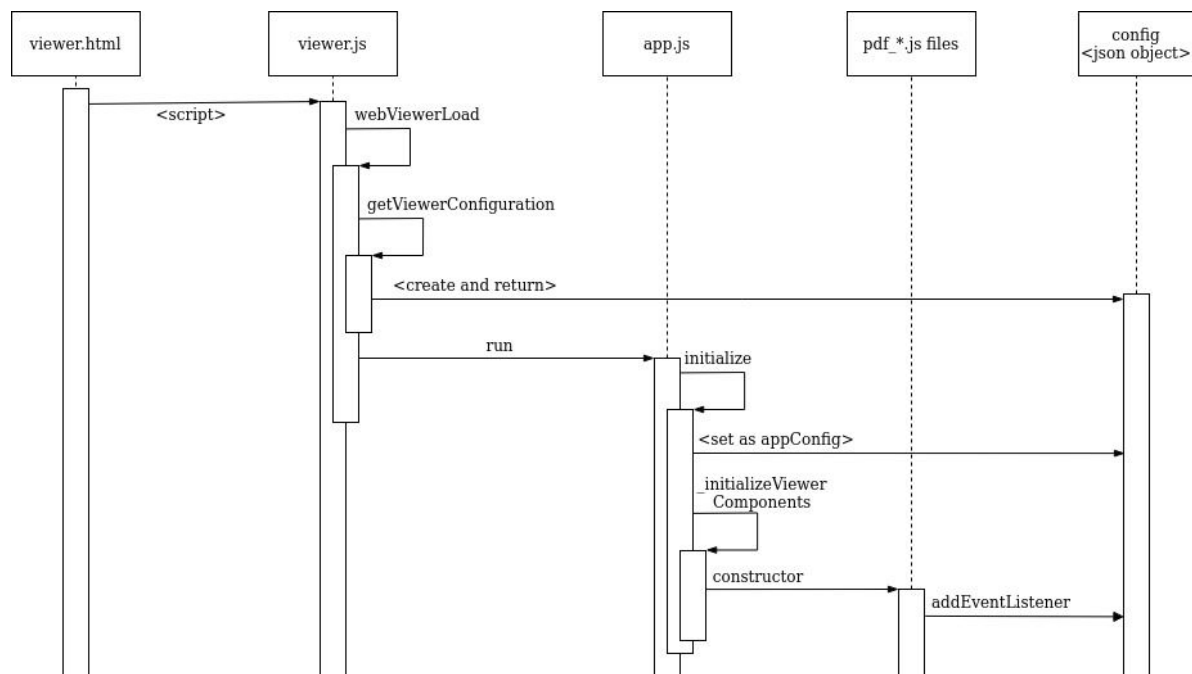 viewer.html
viewer.js
app.js
pdf_*.js files
config
<json object>
<script>
webViewerLoad
getViewerConfiguration
<create and return>
run
initialize
<set as appConfig>
_initializeViewer
Components
constructor
addEventListener